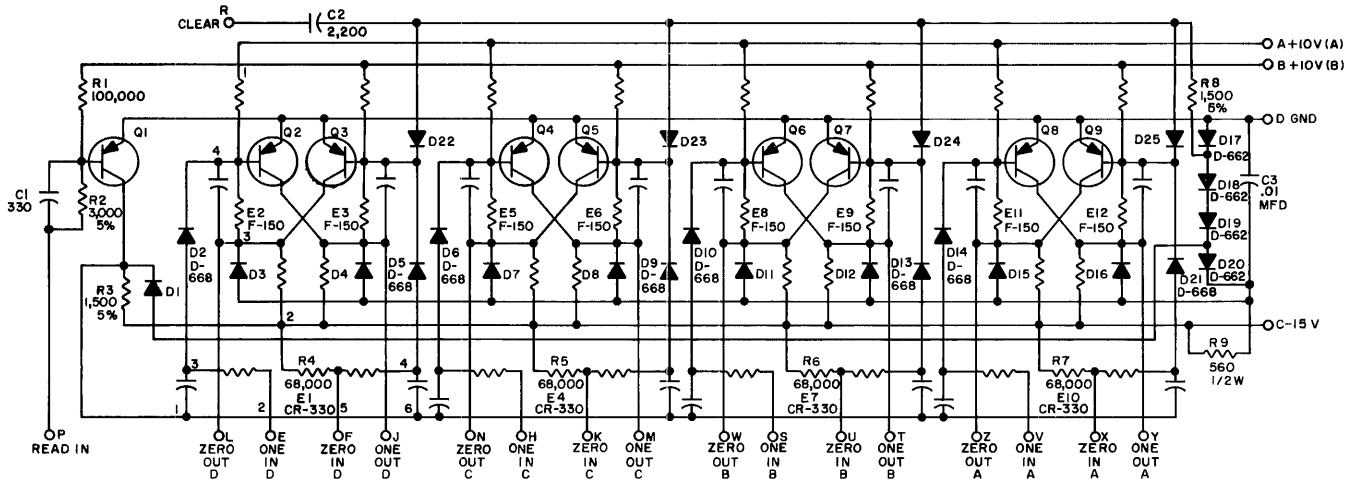 R
CLEAR
C2
2,200
A+10V(A)
B+10V(B)
R1
100,000
1
R8
1,500
5%
D GND
Q1
Q2
Q3
Q4
Q5
Q6
Q7
Q8
Q9
D22
D23
D24
D25
D17
D-662
4
C1
330
R2
3,000
5%
D18
D-662
C3
.01
MFD
E2
F-150
E3
F-150
E5
F-150
E6
F-150
E8
F-150
E9
F-150
E11
F-150
E12
F-150
D19
D-662
3
D2
D-668
D3
D4
D5
D-668
D6
D-668
D7
D8
D9
D-668
D10
D-668
D11
D12
D13
D-668
D14
D-668
D15
D16
D21
D-668
D20
D-662
R3
1,500
5%
D1
2
C-15V
R9
560
1/2W
3
R4
68,000
4
R5
68,000
R6
68,000
R7
68,000
1
2
E1
CR-330
5
6
E4
CR-330
E7
CR-330
E10
CR-330
P
READ IN
L
ZERO
OUT
D
E
ONE
IN
D
F
ZERO
IN
D
J
ONE
OUT
D
N
ZERO
OUT
C
H
ONE
IN
C
K
ZERO
IN
C
M
ONE
OUT
C
W
ZERO
OUT
B
S
ONE
IN
B
U
ZERO
IN
B
T
ONE
OUT
B
Z
ZERO
OUT
A
V
ONE
IN
A
X
ZERO
IN
A
Y
ONE
OUT
A